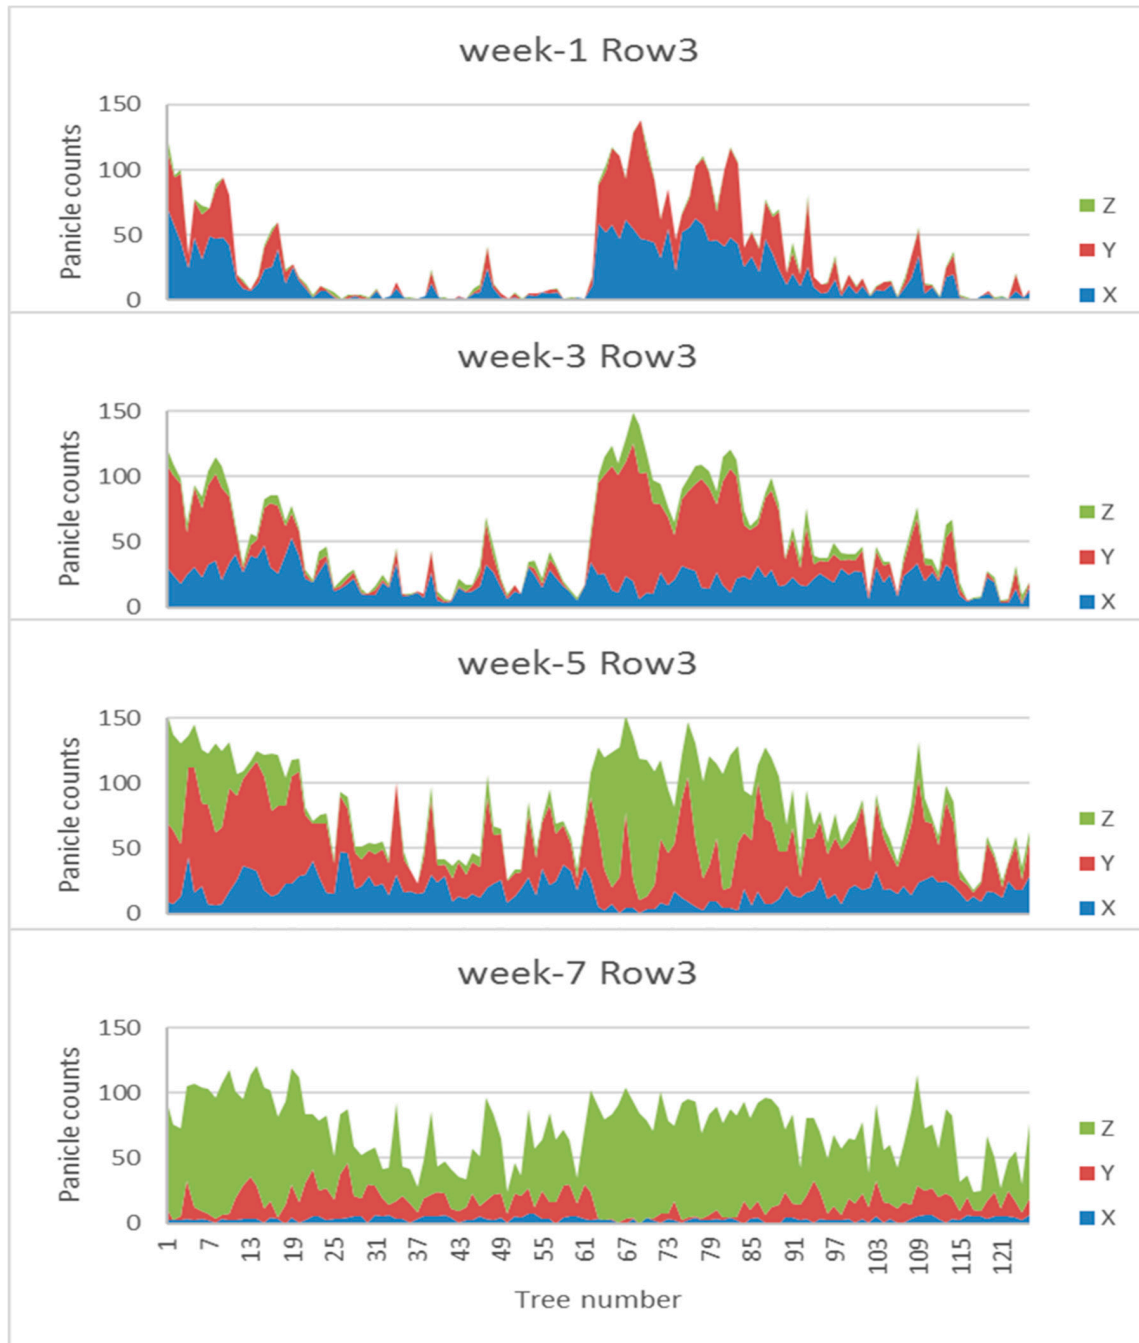 week-1 Row3
Panicle counts
150
100
50
0
Z
Y
X
week-3 Row3
Panicle counts
150
100
50
0
Z
Y
X
week-5 Row3
Panicle counts
150
100
50
0
Z
Y
X
week-7 Row3
Panicle counts
150
100
50
0
Z
Y
X
1 7 13 19 25 31 37 43 49 55 61 67 73 79 85 91 97 103 109 115 121
Tree number